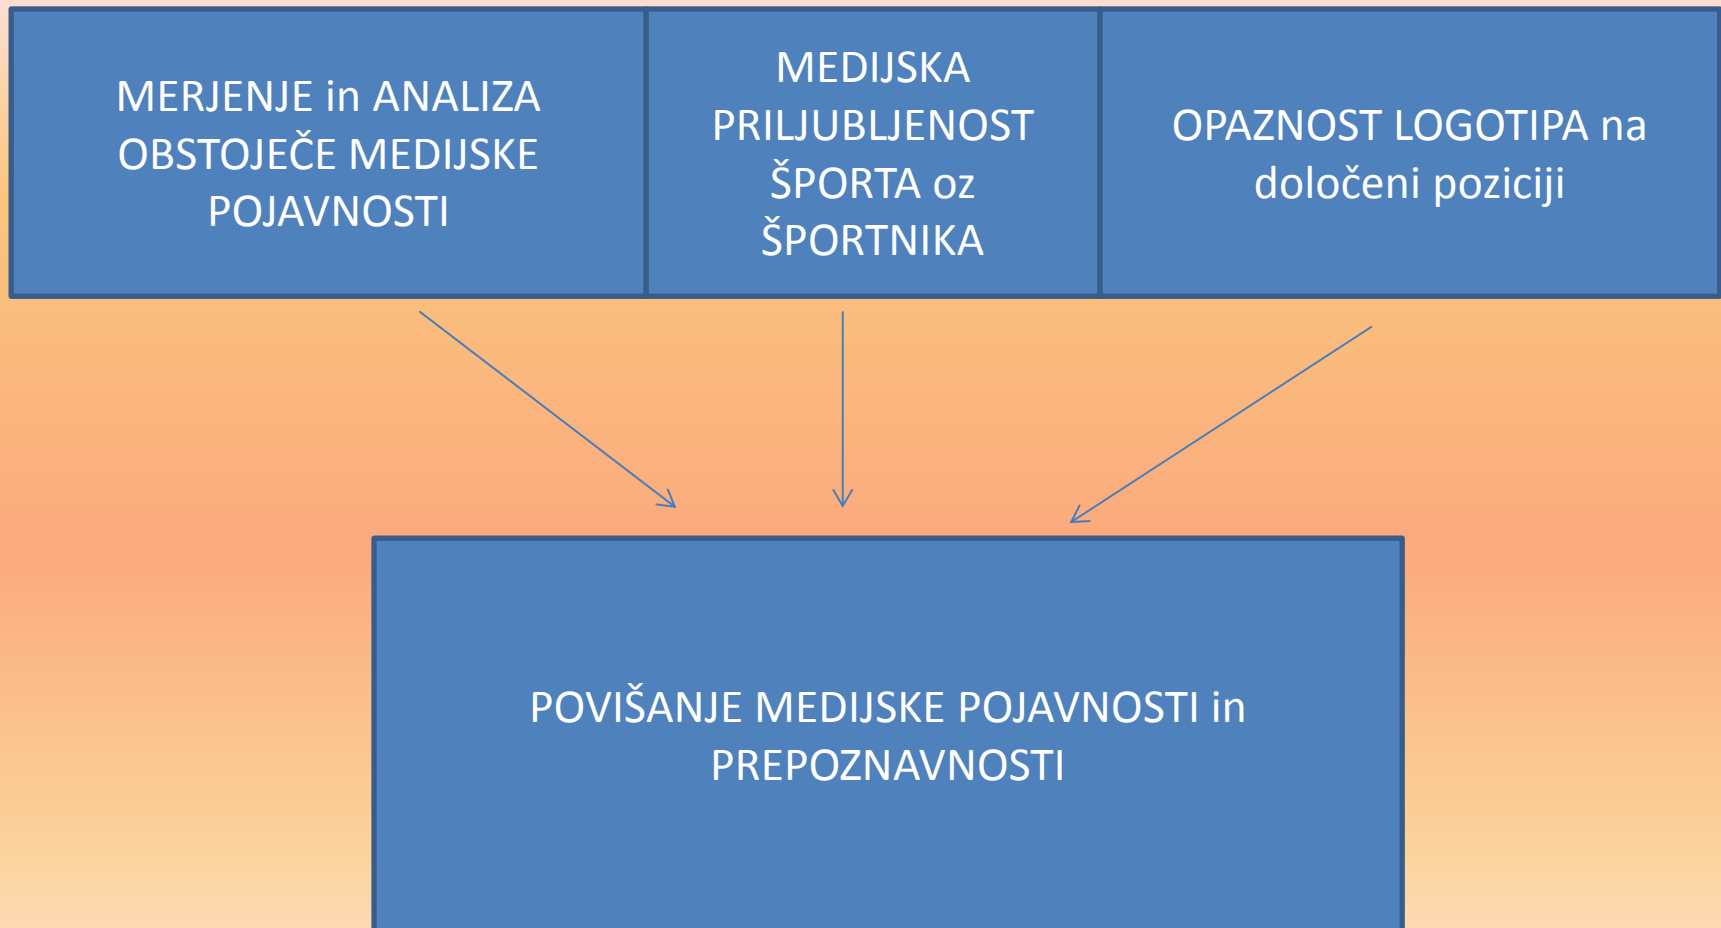 MERJENJE in ANALIZA
OBSTOJEČE MEDIJSKE
POJAVNOSTI
MEDIJSKA
PRILJUBLJENOST
ŠPORTA oz
ŠPORTNIKA
OPAZNOST LOGOTIPA na
določeni poziciji
POVIŠANJE MEDIJSKE POJAVNOSTI in
PREPOZNAVNOSTI